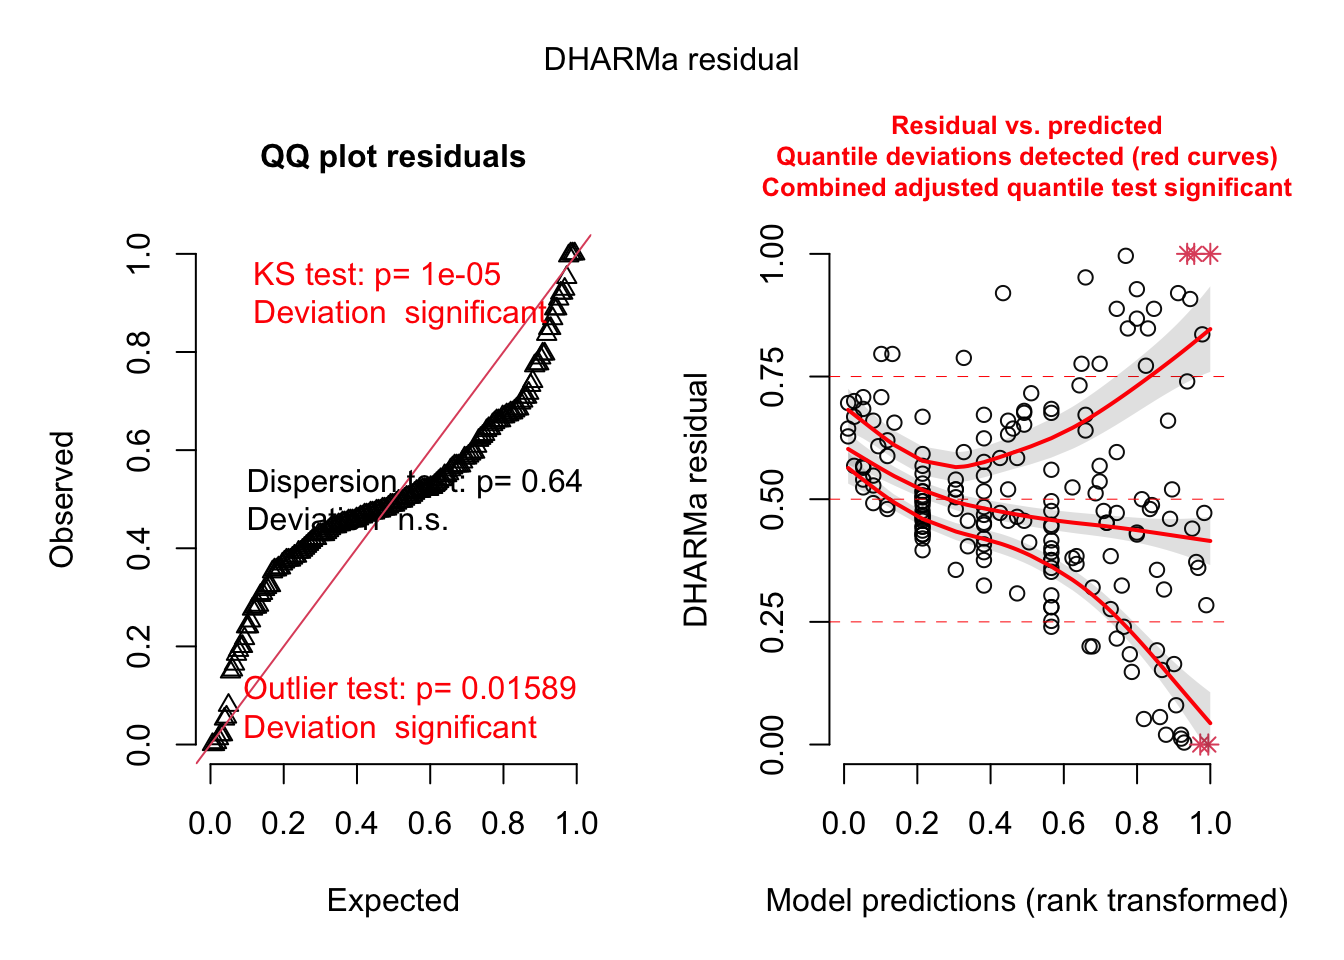 DHARMa residual
QQ plot residuals
KS test: p= 1e-05
Deviation  significant
Dispersion test: p= 0.64
Deviation  n.s.
Outlier test: p= 0.01589
Deviation  significant
Observed
0.0
0.2
0.4
0.6
0.8
1.0
0.0 0.2 0.4 0.6 0.8 1.0
Expected
Residual vs. predicted
Quantile deviations detected (red curves)
Combined adjusted quantile test significant
DHARMa residual
0.00
0.25
0.50
0.75
1.00
0.0 0.2 0.4 0.6 0.8 1.0
Model predictions (rank transformed)